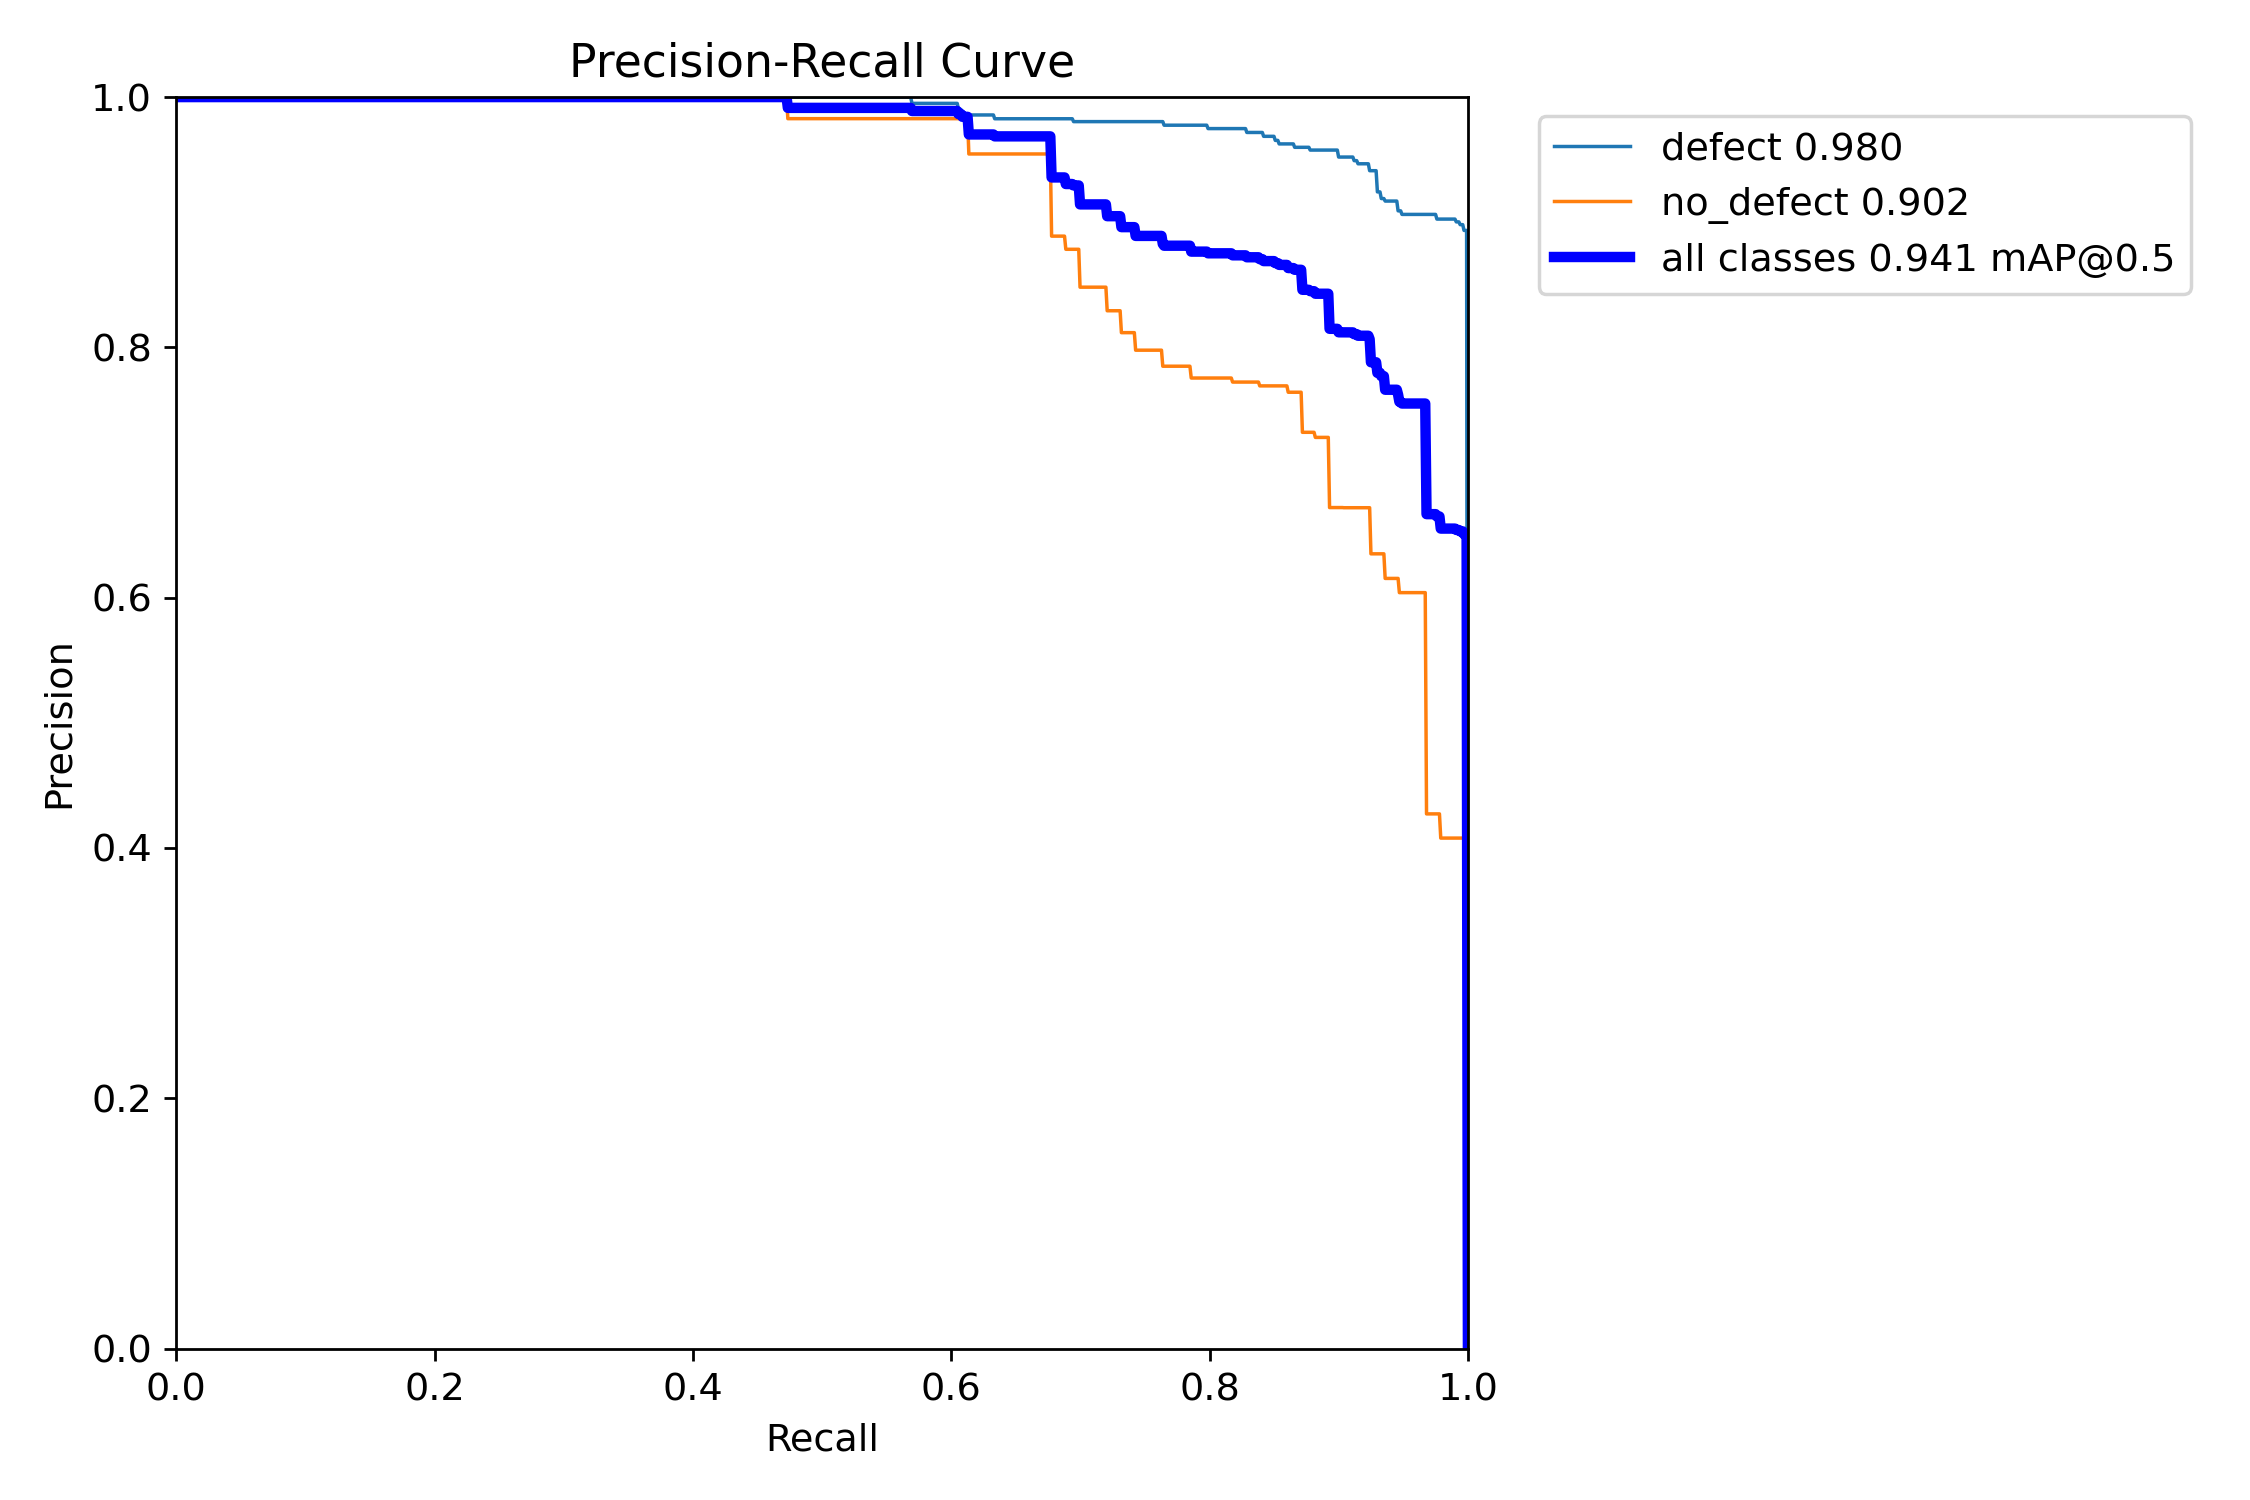 Precision-Recall Curve
1.0
0.8
0.6
0.4
0.2
0.0
Precision
0.0 0.2 0.4 0.6 0.8 1.0
Recall
defect 0.980
no_defect 0.902
all classes 0.941 mAP@0.5